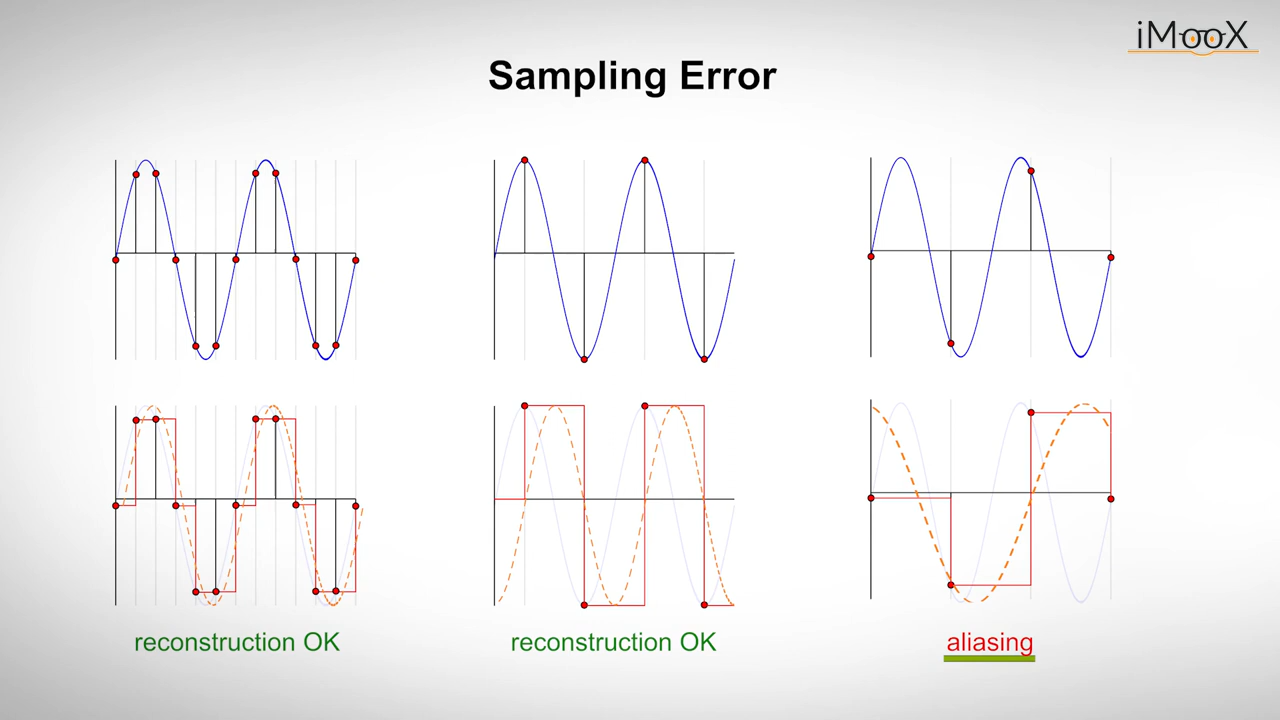 iMooX
Sampling Error
reconstruction OK
reconstruction OK
aliasing